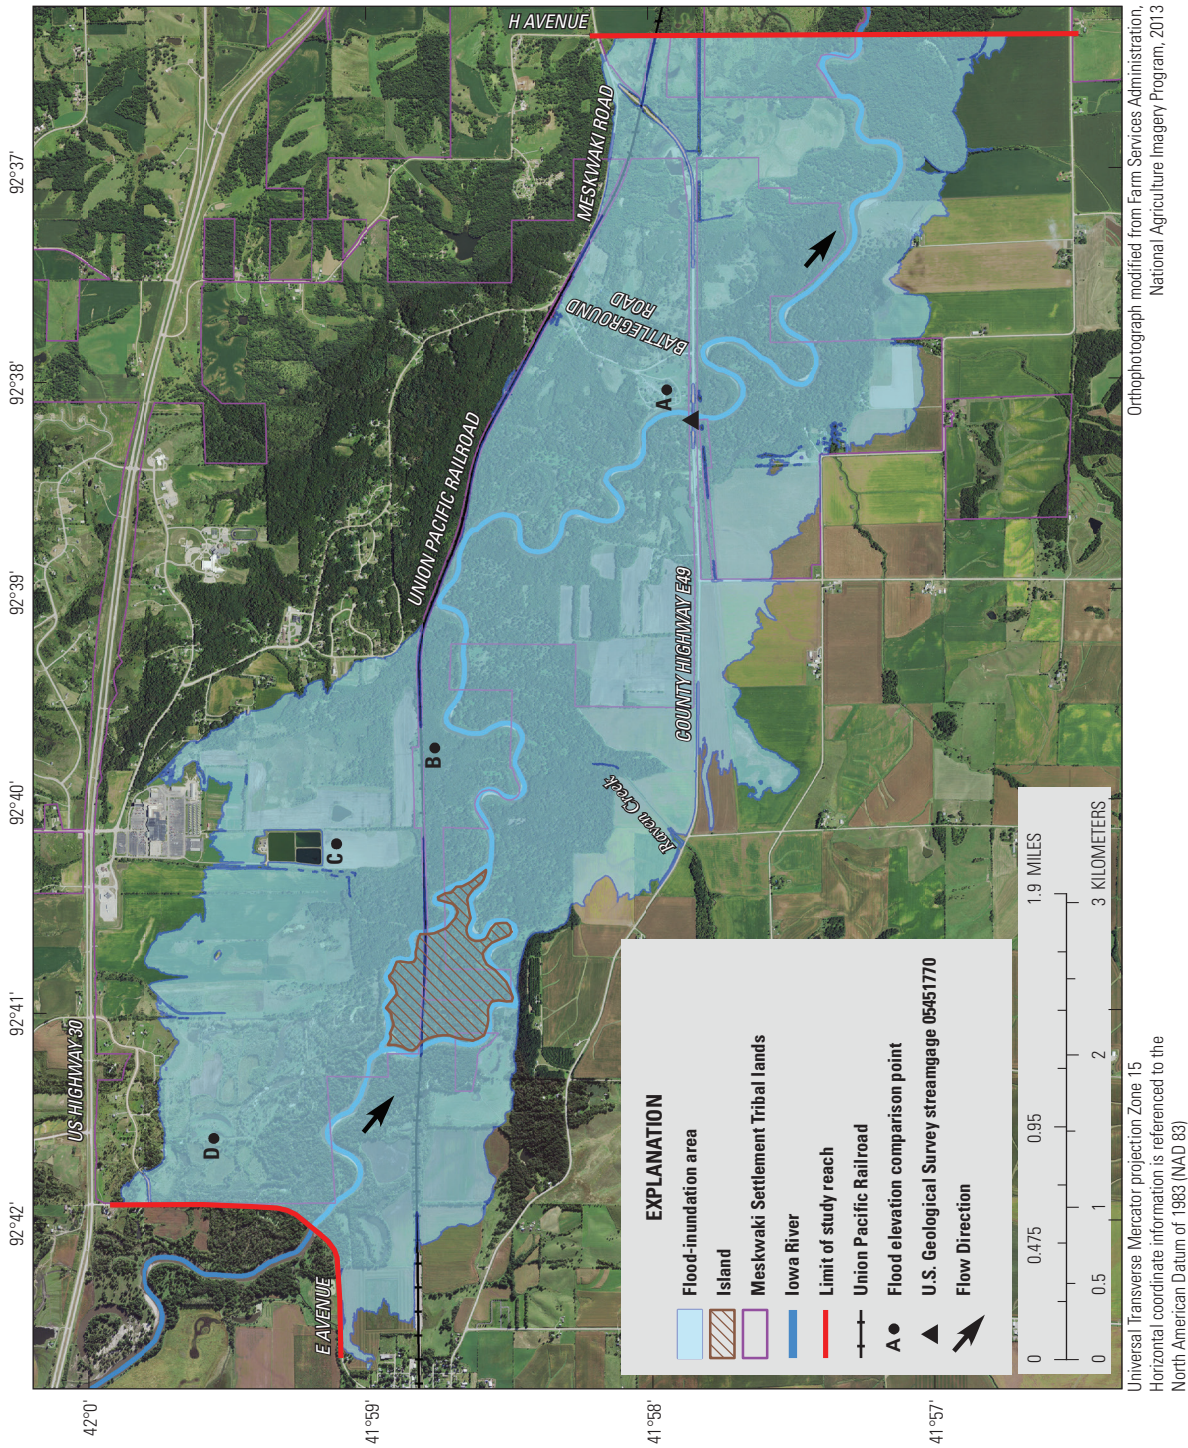 92°42'
92°41'
92°40'
92°39'
92°38'
92°37'
42°0'
41°59'
41°58'
41°57'
US HIGHWAY 30
E AVENUE
H AVENUE
MESKWAKI ROAD
UNION PACIFIC RAILROAD
BATTLEGROUND
ROAD
COUNTY HIGHWAY E49
Raven Creek
D
C
B
A
EXPLANATION
Flood-inundation area
Island
Meskwaki Settlement Tribal lands
Iowa River
Limit of study reach
Union Pacific Railroad
A Flood elevation comparison point
U.S. Geological Survey streamgage 05451770
Flow Direction
0 0.475 0.95 1.9 MILES
0 0.5 1 2 3 KILOMETERS
Universal Transverse Mercator projection Zone 15
Horizontal coordinate information is referenced to the
North American Datum of 1983 (NAD 83)
Orthophotograph modified from Farm Services Administration,
National Agriculture Imagery Program, 2013